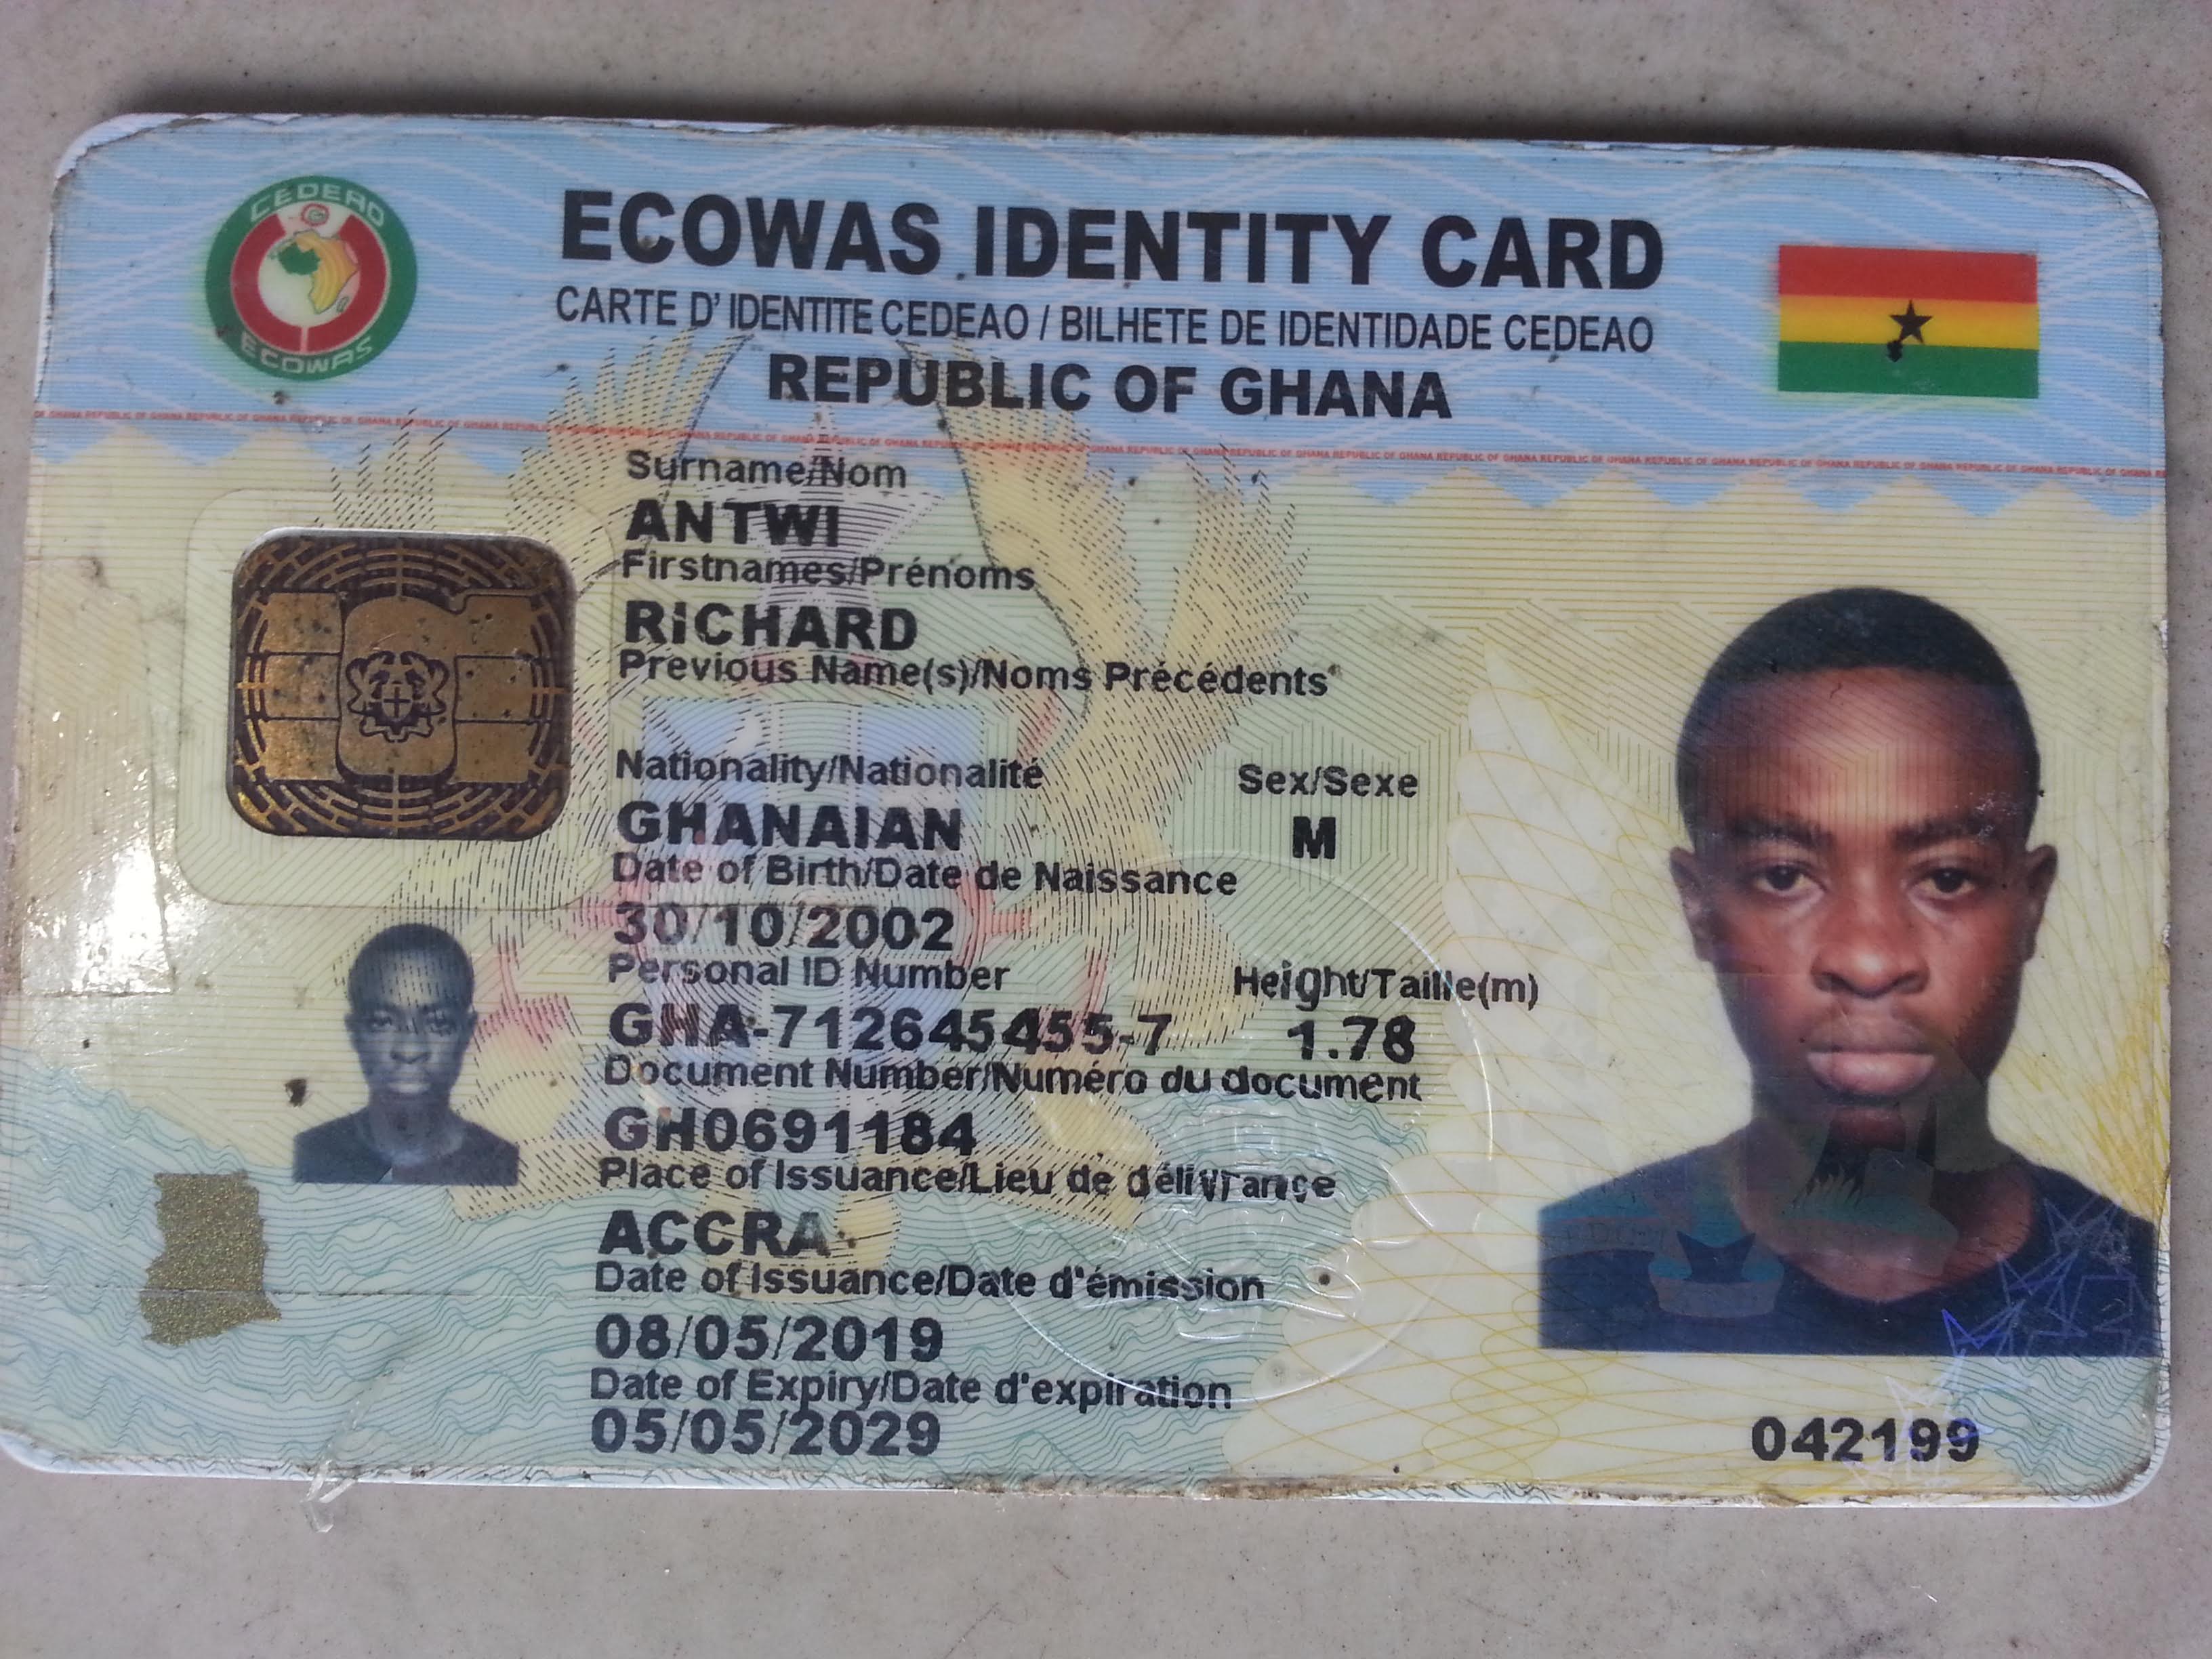 ECOWAS IDENTITY CARD
CARTE D' IDENTITE CEDEAO / BILHETE DE IDENTIDADE CEDEAO
REPUBLIC OF GHANA
CEDEAO
ECOWAS
Surname/Nom
ANTWI
Firstnames/Prénoms
RICHARD
Previous Name(s)/Noms Précédents
Nationality/Nationalité
Sex/Sexe
GHANAIAN
M
Date of Birth/Date de Naissance
30/10/2002
Personal ID Number
Height/Taille(m)
GHA-712645455-7
1.78
Document Number/Numéro du document
GH0691184
Place of Issuance/Lieu de délivrance
ACCRA
Date of Issuance/Date d'émission
08/05/2019
Date of Expiry/Date d'expiration
05/05/2029
042199